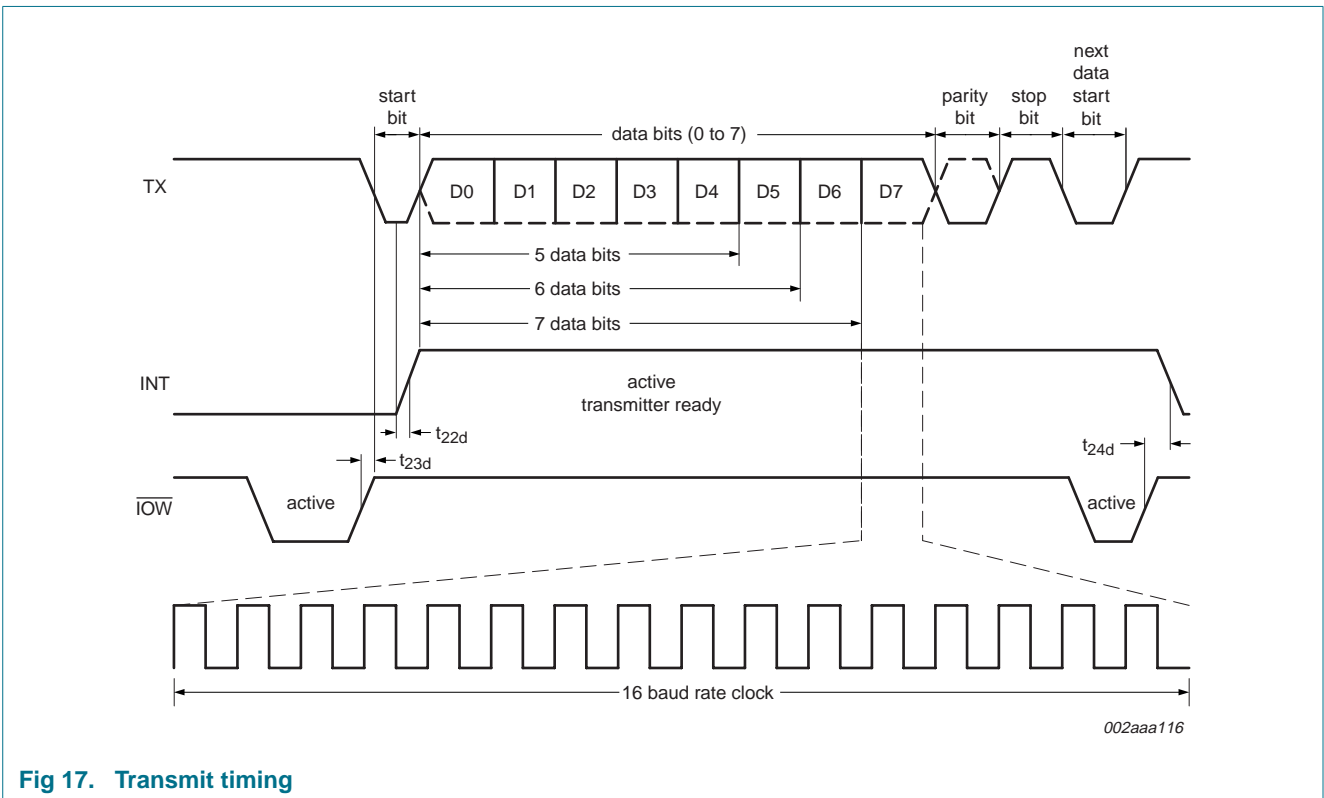 next
data
start
bit
start
bit
parity
bit
stop
bit
data bits (0 to 7)
TX
D0 D1 D2 D3 D4 D5 D6 D7
5 data bits
6 data bits
7 data bits
INT
active
transmitter ready
t22d
t23d
t24d
IOW
active
active
16 baud rate clock
002aaa116
Fig 17. Transmit timing